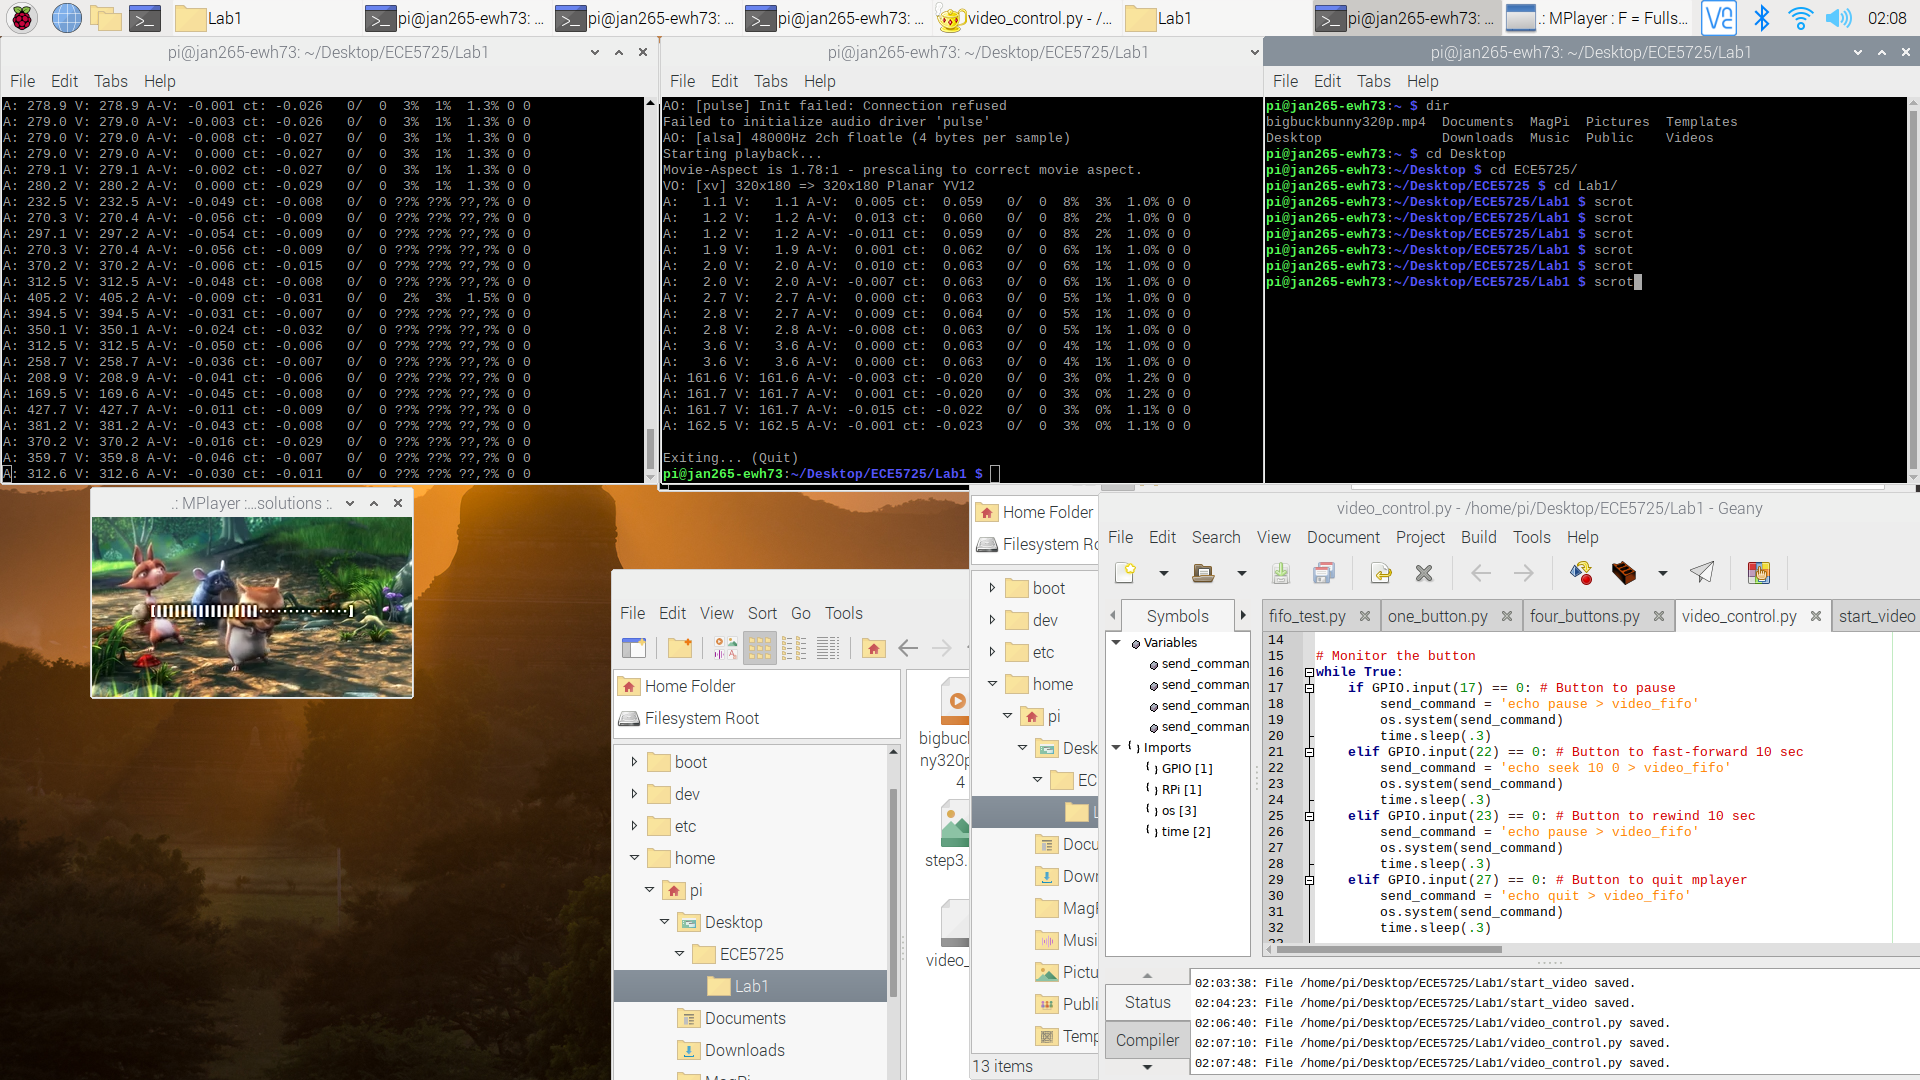 Lab1
pi@jan265-ewh73: ...
pi@jan265-ewh73: ...
pi@jan265-ewh73: ...
video_control.py - /...
Lab1
pi@jan265-ewh73: ...
.: MPlayer : F = Fulls...
02:08
pi@jan265-ewh73: ~/Desktop/ECE5725/Lab1
File Edit Tabs Help
A: 278.9 V: 278.9 A-V: -0.001 ct: -0.026   0/  0  3%  1%  1.3% 0 0
A: 279.0 V: 279.0 A-V: -0.003 ct: -0.026   0/  0  3%  1%  1.3% 0 0
A: 279.0 V: 279.0 A-V: -0.008 ct: -0.027   0/  0  3%  1%  1.3% 0 0
A: 279.0 V: 279.0 A-V:  0.000 ct: -0.027   0/  0  3%  1%  1.3% 0 0
A: 279.1 V: 279.1 A-V: -0.002 ct: -0.027   0/  0  3%  1%  1.3% 0 0
A: 280.2 V: 280.2 A-V:  0.000 ct: -0.029   0/  0  3%  1%  1.3% 0 0
A: 232.5 V: 232.5 A-V: -0.049 ct: -0.008   0/  0 ??% ??% ??,?% 0 0
A: 270.3 V: 270.4 A-V: -0.056 ct: -0.009   0/  0 ??% ??% ??,?% 0 0
A: 297.1 V: 297.2 A-V: -0.054 ct: -0.009   0/  0 ??% ??% ??,?% 0 0
A: 270.3 V: 270.4 A-V: -0.056 ct: -0.009   0/  0 ??% ??% ??,?% 0 0
A: 370.2 V: 370.2 A-V: -0.006 ct: -0.015   0/  0 ??% ??% ??,?% 0 0
A: 312.5 V: 312.5 A-V: -0.048 ct: -0.008   0/  0 ??% ??% ??,?% 0 0
A: 405.2 V: 405.2 A-V: -0.009 ct: -0.031   0/  0  2%  3%  1.5% 0 0
A: 394.5 V: 394.5 A-V: -0.031 ct: -0.007   0/  0 ??% ??% ??,?% 0 0
A: 350.1 V: 350.1 A-V: -0.024 ct: -0.032   0/  0 ??% ??% ??,?% 0 0
A: 312.5 V: 312.5 A-V: -0.050 ct: -0.006   0/  0 ??% ??% ??,?% 0 0
A: 258.7 V: 258.7 A-V: -0.036 ct: -0.007   0/  0 ??% ??% ??,?% 0 0
A: 208.9 V: 208.9 A-V: -0.041 ct: -0.006   0/  0 ??% ??% ??,?% 0 0
A: 169.5 V: 169.6 A-V: -0.045 ct: -0.008   0/  0 ??% ??% ??,?% 0 0
A: 427.7 V: 427.7 A-V: -0.011 ct: -0.009   0/  0 ??% ??% ??,?% 0 0
A: 381.2 V: 381.2 A-V: -0.043 ct: -0.008   0/  0 ??% ??% ??,?% 0 0
A: 370.2 V: 370.2 A-V: -0.016 ct: -0.029   0/  0 ??% ??% ??,?% 0 0
A: 359.7 V: 359.8 A-V: -0.046 ct: -0.007   0/  0 ??% ??% ??,?% 0 0
A: 312.6 V: 312.6 A-V: -0.030 ct: -0.011   0/  0 ??% ??% ??,?% 0 0
pi@jan265-ewh73: ~/Desktop/ECE5725/Lab1
File Edit Tabs Help
AO: [pulse] Init failed: Connection refused
Failed to initialize audio driver 'pulse'
AO: [alsa] 48000Hz 2ch floatle (4 bytes per sample)
Starting playback...
Movie-Aspect is 1.78:1 - prescaling to correct movie aspect.
VO: [xv] 320x180 => 320x180 Planar YV12
A:   1.1 V:   1.1 A-V:  0.005 ct:  0.059   0/  0  8%  3%  1.0% 0 0
A:   1.2 V:   1.2 A-V:  0.013 ct:  0.060   0/  0  8%  2%  1.0% 0 0
A:   1.2 V:   1.2 A-V: -0.011 ct:  0.059   0/  0  8%  2%  1.0% 0 0
A:   1.9 V:   1.9 A-V:  0.001 ct:  0.062   0/  0  6%  1%  1.0% 0 0
A:   2.0 V:   2.0 A-V:  0.010 ct:  0.063   0/  0  6%  1%  1.0% 0 0
A:   2.0 V:   2.0 A-V: -0.007 ct:  0.063   0/  0  6%  1%  1.0% 0 0
A:   2.7 V:   2.7 A-V:  0.000 ct:  0.063   0/  0  5%  1%  1.0% 0 0
A:   2.8 V:   2.7 A-V:  0.009 ct:  0.064   0/  0  5%  1%  1.0% 0 0
A:   2.8 V:   2.8 A-V: -0.008 ct:  0.063   0/  0  5%  1%  1.0% 0 0
A:   3.6 V:   3.6 A-V:  0.000 ct:  0.063   0/  0  4%  1%  1.0% 0 0
A:   3.6 V:   3.6 A-V:  0.000 ct:  0.063   0/  0  4%  1%  1.0% 0 0
A: 161.6 V: 161.6 A-V: -0.003 ct: -0.020   0/  0  3%  0%  1.2% 0 0
A: 161.7 V: 161.7 A-V:  0.001 ct: -0.020   0/  0  3%  0%  1.2% 0 0
A: 161.7 V: 161.7 A-V: -0.015 ct: -0.022   0/  0  3%  0%  1.1% 0 0
A: 162.5 V: 162.5 A-V: -0.001 ct: -0.023   0/  0  3%  0%  1.1% 0 0
Exiting... (Quit)
pi@jan265-ewh73:~/Desktop/ECE5725/Lab1 $
pi@jan265-ewh73: ~/Desktop/ECE5725/Lab1
File Edit Tabs Help
pi@jan265-ewh73:~ $ dir
bigbuckbunny320p.mp4  Documents  MagPi  Pictures  Templates
Desktop               Downloads  Music  Public    Videos
pi@jan265-ewh73:~ $ cd Desktop
pi@jan265-ewh73:~/Desktop $ cd ECE5725/
pi@jan265-ewh73:~/Desktop/ECE5725 $ cd Lab1/
pi@jan265-ewh73:~/Desktop/ECE5725/Lab1 $ scrot
pi@jan265-ewh73:~/Desktop/ECE5725/Lab1 $ scrot
pi@jan265-ewh73:~/Desktop/ECE5725/Lab1 $ scrot
pi@jan265-ewh73:~/Desktop/ECE5725/Lab1 $ scrot
pi@jan265-ewh73:~/Desktop/ECE5725/Lab1 $ scrot
pi@jan265-ewh73:~/Desktop/ECE5725/Lab1 $ scrot
.: MPlayer :...solutions :.
File Edit View Sort Go Tools
Home Folder
Filesystem Root
boot
dev
etc
home
pi
Desktop
ECE5725
Lab1
Documents
Downloads
MagPi
bigbuc
ny320p
4
step3.
video_
Home Folder
Filesystem Ro
boot
dev
etc
home
pi
Desk
EC
L
Docu
Down
MagP
Musi
Pictu
Publi
Temp
13 items
video_control.py - /home/pi/Desktop/ECE5725/Lab1 - Geany
File Edit Search View Document Project Build Tools Help
Symbols
Variables
send_comman
send_comman
send_comman
send_comman
Imports
GPIO [1]
RPi [1]
os [3]
time [2]
fifo_test.py
one_button.py
four_buttons.py
video_control.py
start_video
14
15 # Monitor the button
16 while True:
17     if GPIO.input(17) == 0: # Button to pause
18         send_command = 'echo pause > video_fifo'
19         os.system(send_command)
20         time.sleep(.3)
21     elif GPIO.input(22) == 0: # Button to fast-forward 10 sec
22         send_command = 'echo seek 10 0 > video_fifo'
23         os.system(send_command)
24         time.sleep(.3)
25     elif GPIO.input(23) == 0: # Button to rewind 10 sec
26         send_command = 'echo pause > video_fifo'
27         os.system(send_command)
28         time.sleep(.3)
29     elif GPIO.input(27) == 0: # Button to quit mplayer
30         send_command = 'echo quit > video_fifo'
31         os.system(send_command)
32         time.sleep(.3)
Status
Compiler
02:03:38: File /home/pi/Desktop/ECE5725/Lab1/start_video saved.
02:04:23: File /home/pi/Desktop/ECE5725/Lab1/start_video saved.
02:06:40: File /home/pi/Desktop/ECE5725/Lab1/video_control.py saved.
02:07:10: File /home/pi/Desktop/ECE5725/Lab1/video_control.py saved.
02:07:48: File /home/pi/Desktop/ECE5725/Lab1/video_control.py saved.